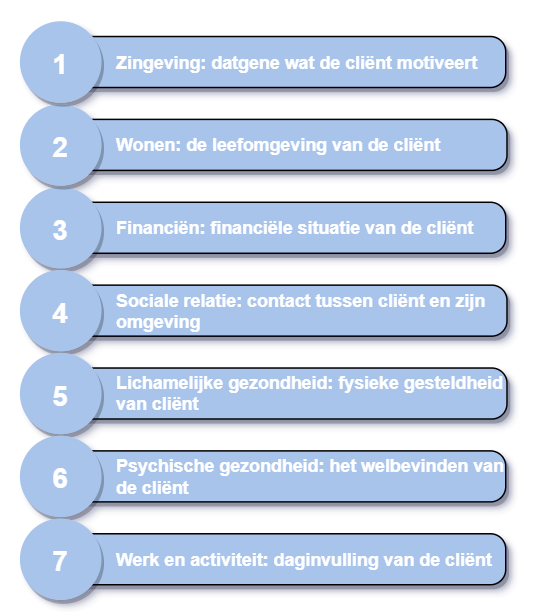 1
Zingeving: datgene wat de cliënt motiveert
2
Wonen: de leefomgeving van de cliënt
3
Financiën: financiële situatie van de cliënt
4
Sociale relatie: contact tussen cliënt en zijn
omgeving
5
Lichamelijke gezondheid: fysieke gesteldheid
van cliënt
6
Psychische gezondheid: het welbevinden van
de cliënt
7
Werk en activiteit: daginvulling van de cliënt